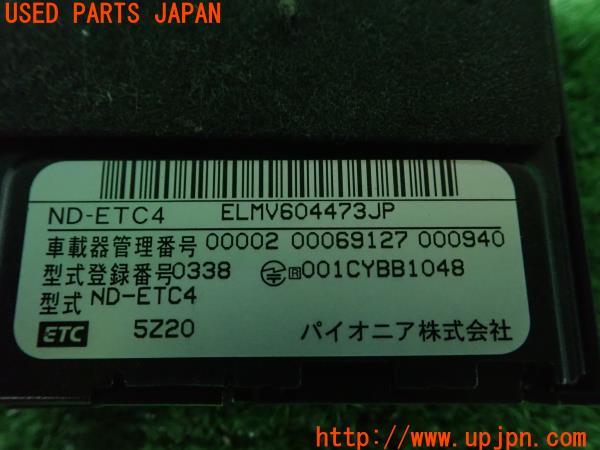 USED PARTS JAPAN
ND-ETC4 ELMV604473JP
車載器管理番号 00002 00069127 000940
型式登録番号0338 R001CYBB1048
型式 ND-ETC4
ETC 5Z20 パイオニア株式会社
http://www.upjpn.com/